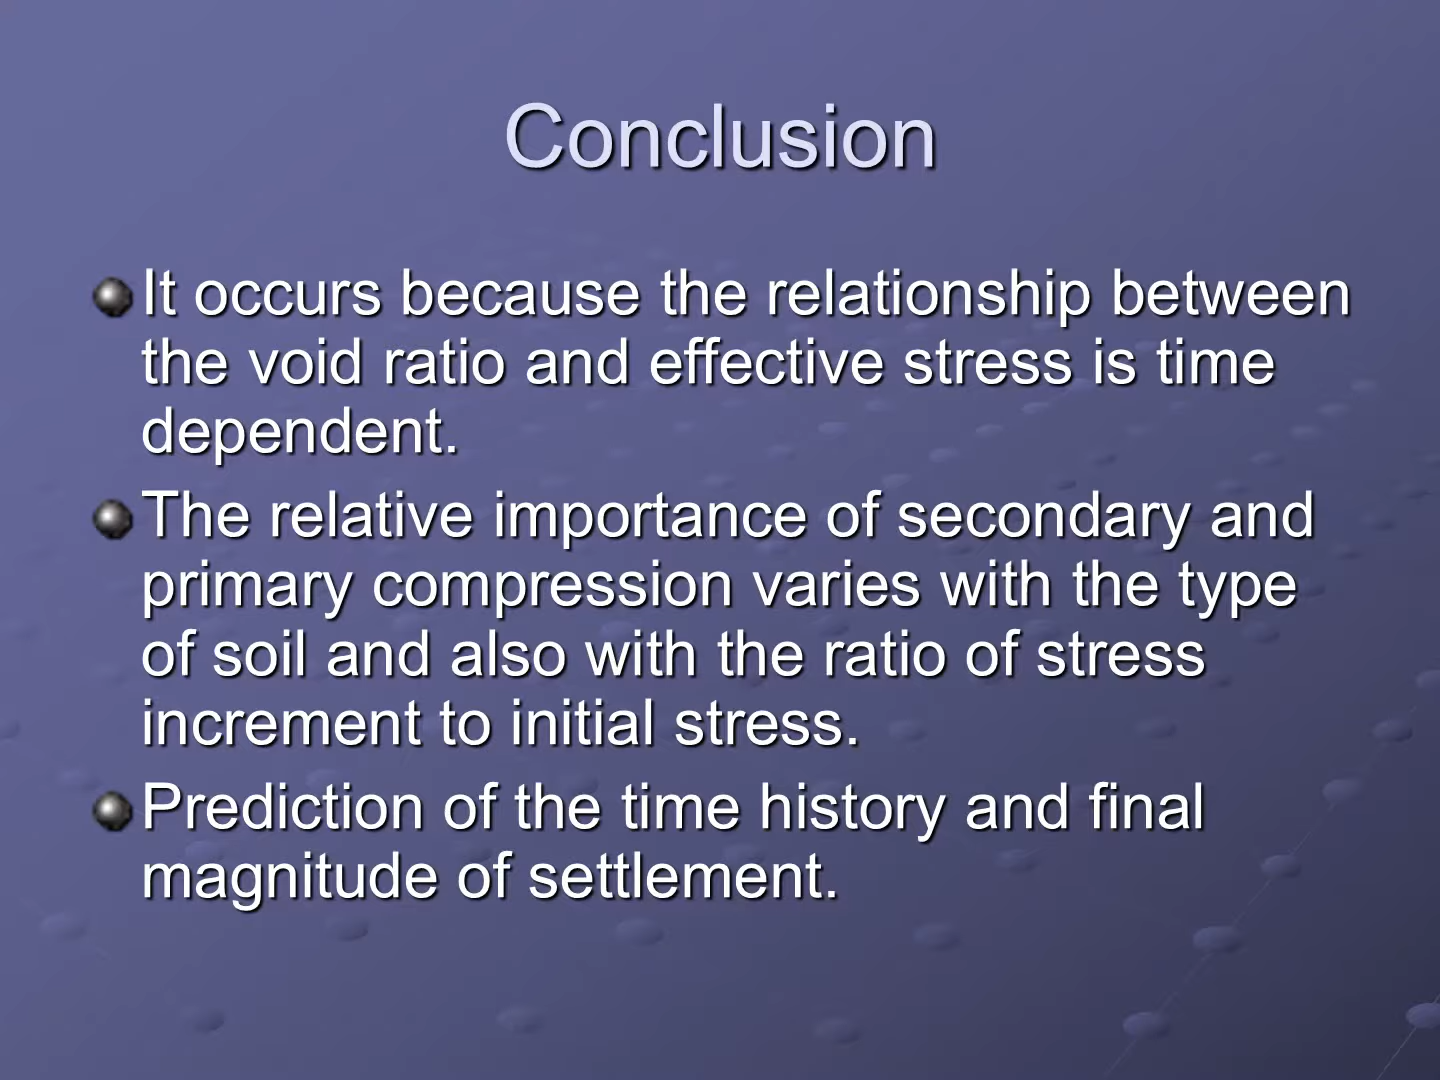 Conclusion
It occurs because the relationship between
the void ratio and effective stress is time
dependent.
The relative importance of secondary and
primary compression varies with the type
of soil and also with the ratio of stress
increment to initial stress.
Prediction of the time history and final
magnitude of settlement.